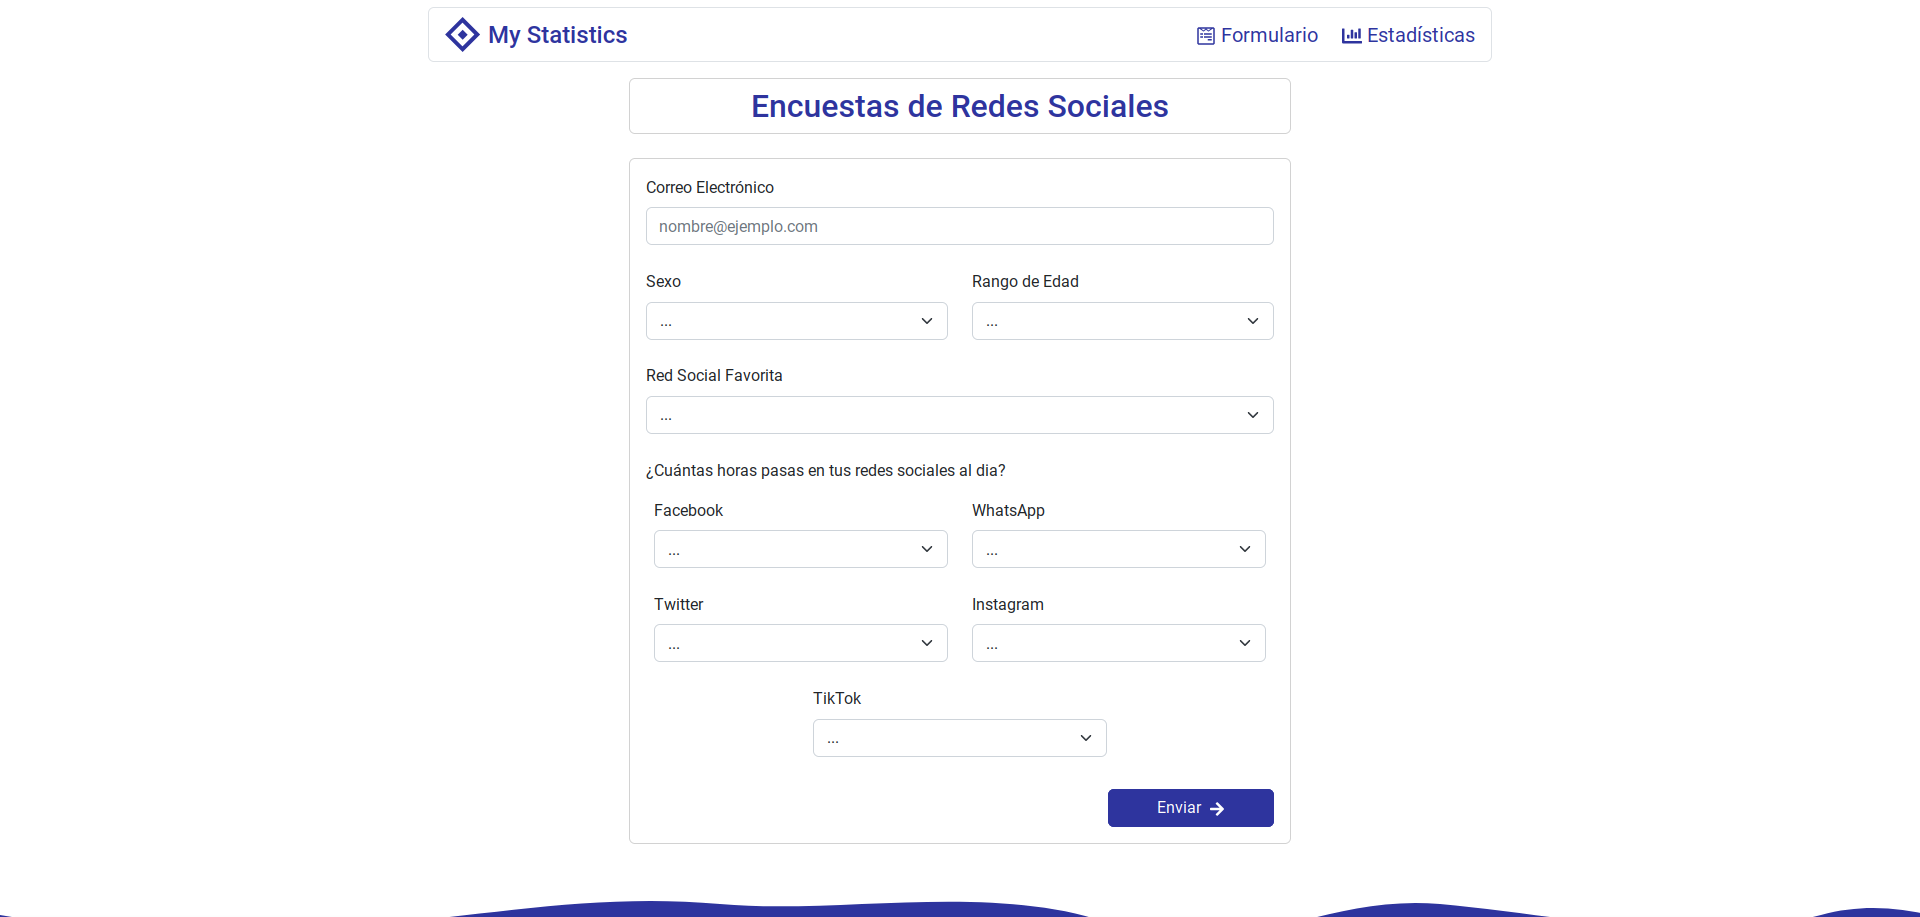 My Statistics
Formulario
Estadísticas
Encuestas de Redes Sociales
Correo Electrónico
nombre@ejemplo.com
Sexo
Rango de Edad
...
...
Red Social Favorita
...
¿Cuántas horas pasas en tus redes sociales al dia?
Facebook
WhatsApp
...
...
Twitter
Instagram
...
...
TikTok
...
Enviar